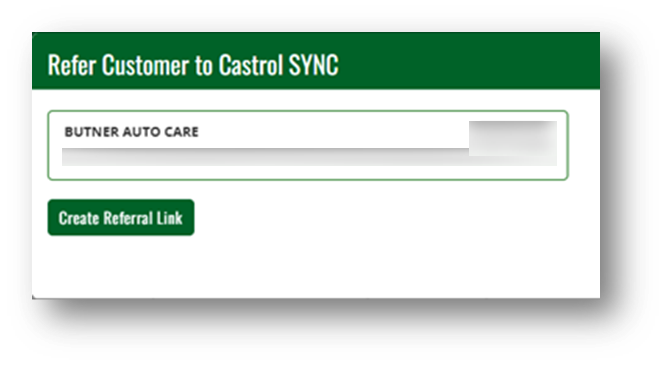 Refer Customer to Castrol SYNC
BUTNER AUTO CARE
Create Referral Link